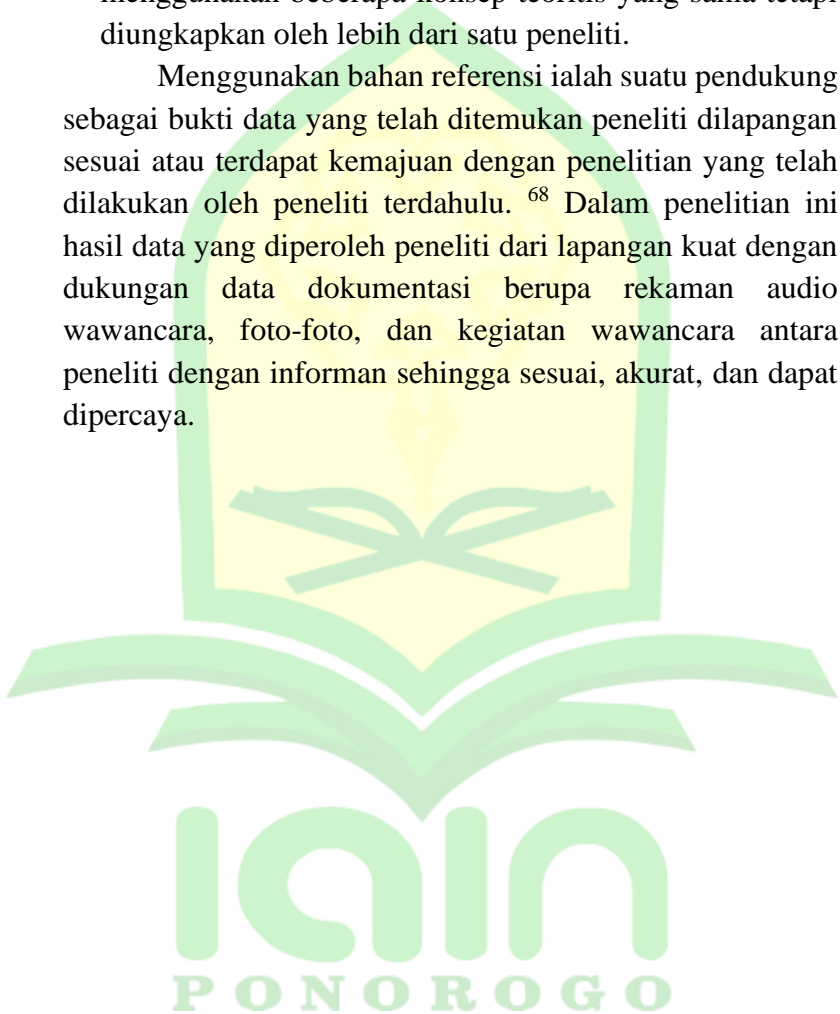 menggunakan beberapa konsep teoritis yang sama tetapi
diungkapkan oleh lebih dari satu peneliti.
Menggunakan bahan referensi ialah suatu pendukung
sebagai bukti data yang telah ditemukan peneliti dilapangan
sesuai atau terdapat kemajuan dengan penelitian yang telah
dilakukan oleh peneliti terdahulu. 68 Dalam penelitian ini
hasil data yang diperoleh peneliti dari lapangan kuat dengan
dukungan data dokumentasi berupa rekaman audio
wawancara, foto-foto, dan kegiatan wawancara antara
peneliti dengan informan sehingga sesuai, akurat, dan dapat
dipercaya.
iain
PONOROGO